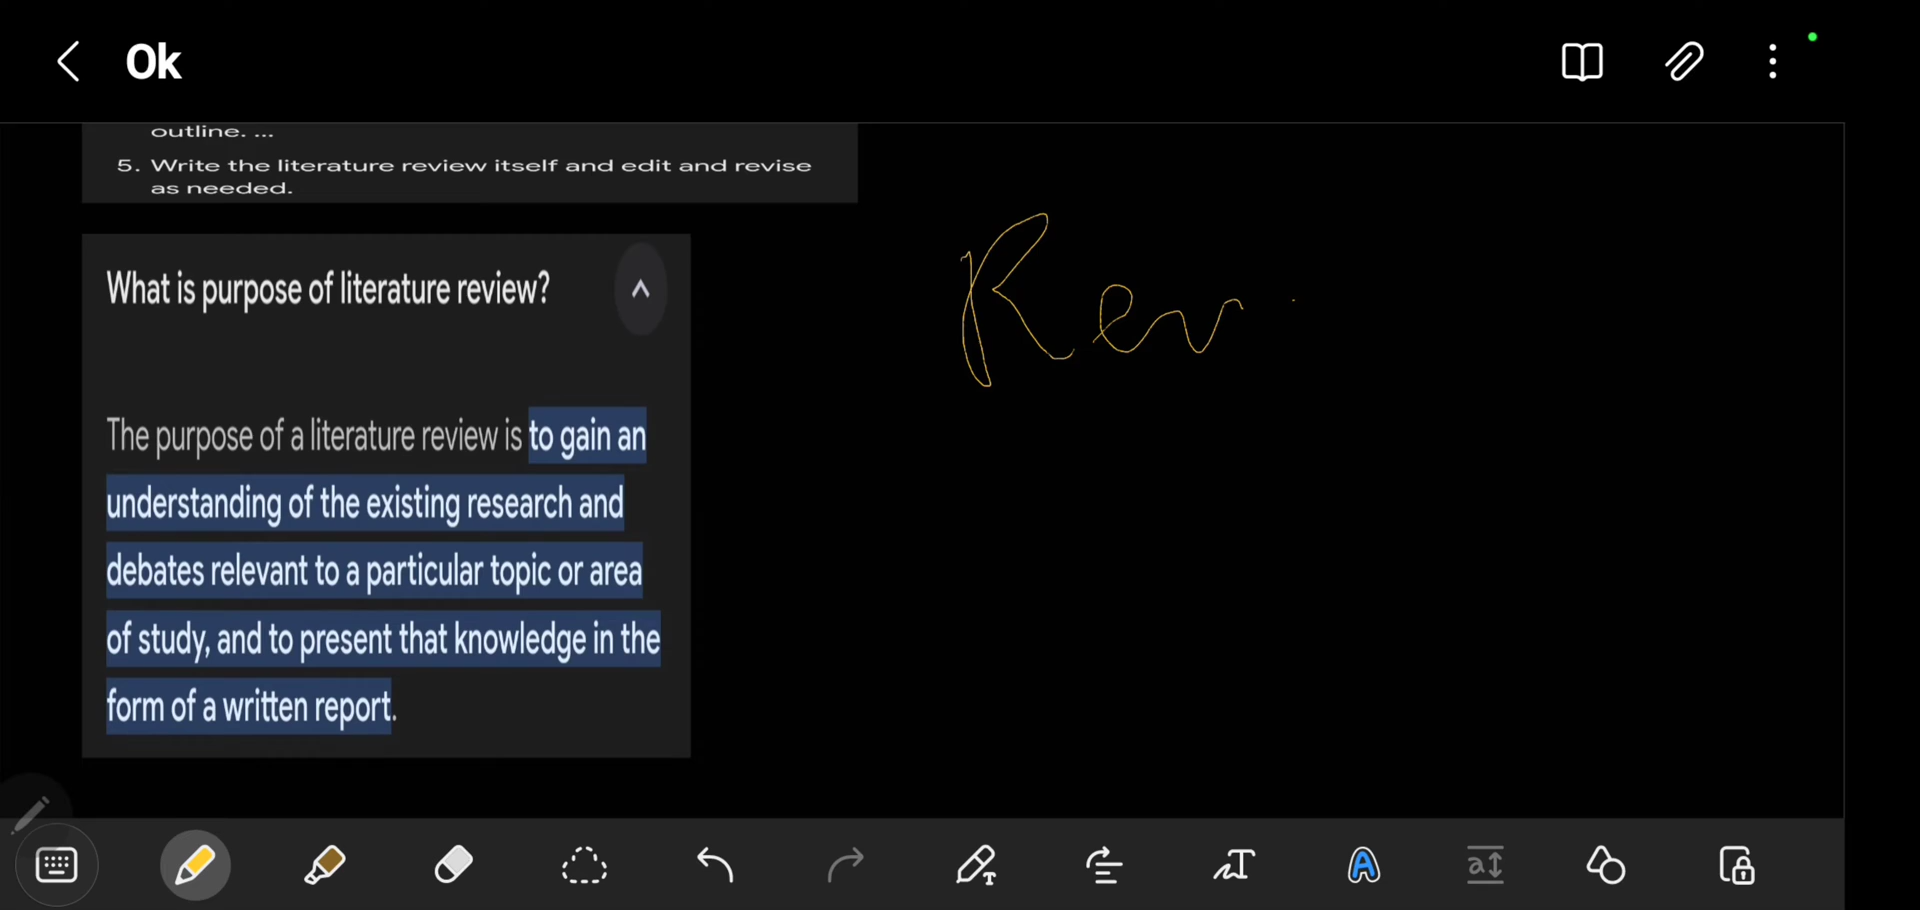 Ok
outline. ...
5. Write the literature review itself and edit and revise
as needed.
What is purpose of literature review?
The purpose of a literature review is to gain an
understanding of the existing research and
debates relevant to a particular topic or area
of study, and to present that knowledge in the
form of a written report.
Rev